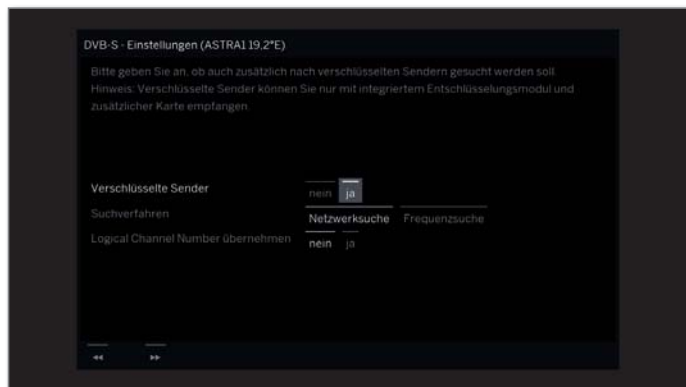 DVB-S - Einstellungen (ASTRA1 19,2°E)
Bitte geben Sie an, ob auch zusätzlich nach verschlüsselten Sendern gesucht werden soll.
Hinweis: Verschlüsselte Sender können Sie nur mit integriertem Entschlüsselungsmodul und
zusätzlicher Karte empfangen.
Verschlüsselte Sender nein ja
Suchverfahren Netzwerksuche Frequenzsuche
Logical Channel Number übernehmen nein ja